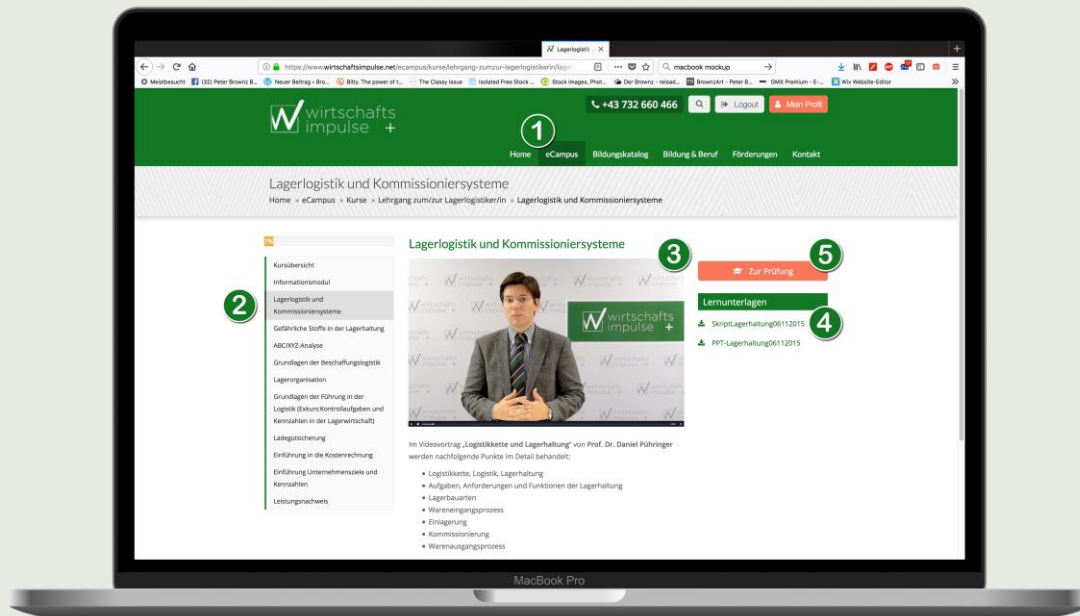 Lagerlogistik
https://www.wirtschaftsimpulse.net/ecampus/kurse/lehrgang-zumzur-lagerlogistikerin/lager
macbook mockup
Meistbesucht
(32) Peter Brownz B...
Neuer Beitrag ‹ Bro...
Bitly. The power of t...
The Classy Issue
Isolated Free Stock ...
Stock Images, Phot...
Der Brownz - reload...
BrownzArt - Peter B...
GMX Premium - E-...
Wix Website-Editor
wirtschafts
impulse +
+43 732 660 466
Logout
Mein Profil
1
Home
eCampus
Bildungskatalog
Bildung & Beruf
Förderungen
Kontakt
Lagerlogistik und Kommissioniersysteme
Home » eCampus » Kurse » Lehrgang zum/zur Lagerlogistiker/in » Lagerlogistik und Kommissioniersysteme
2
Kursübersicht
Informationsmodul
Lagerlogistik und
Kommissioniersysteme
Gefährliche Stoffe in der Lagerhaltung
ABC/XYZ-Analyse
Grundlagen der Beschaffungslogistik
Lagerorganisation
Grundlagen der Führung in der
Logistik (Exkurs:Kontrollaufgaben und
Kennzahlen in der Lagerwirtschaft)
Ladegutsicherung
Einführung in die Kostenrechnung
Einführung Unternehmensziele und
Kennzahlen
Leistungsnachweis
Lagerlogistik und Kommissioniersysteme
3
wirtschafts
impulse +
Im Videovortrag „Logistikkette und Lagerhaltung" von Prof. Dr. Daniel Pühringer
werden nachfolgende Punkte im Detail behandelt:
• Logistikkette, Logistik, Lagerhaltung
• Aufgaben, Anforderungen und Funktionen der Lagerhaltung
• Lagerbauarten
• Wareneingangsprozess
• Einlagerung
• Kommissionierung
• Warenausgangsprozess
5
Zur Prüfung
Lernunterlagen
4
SkriptLagerhaltung06112015
PPT-Lagerhaltung06112015
MacBook Pro